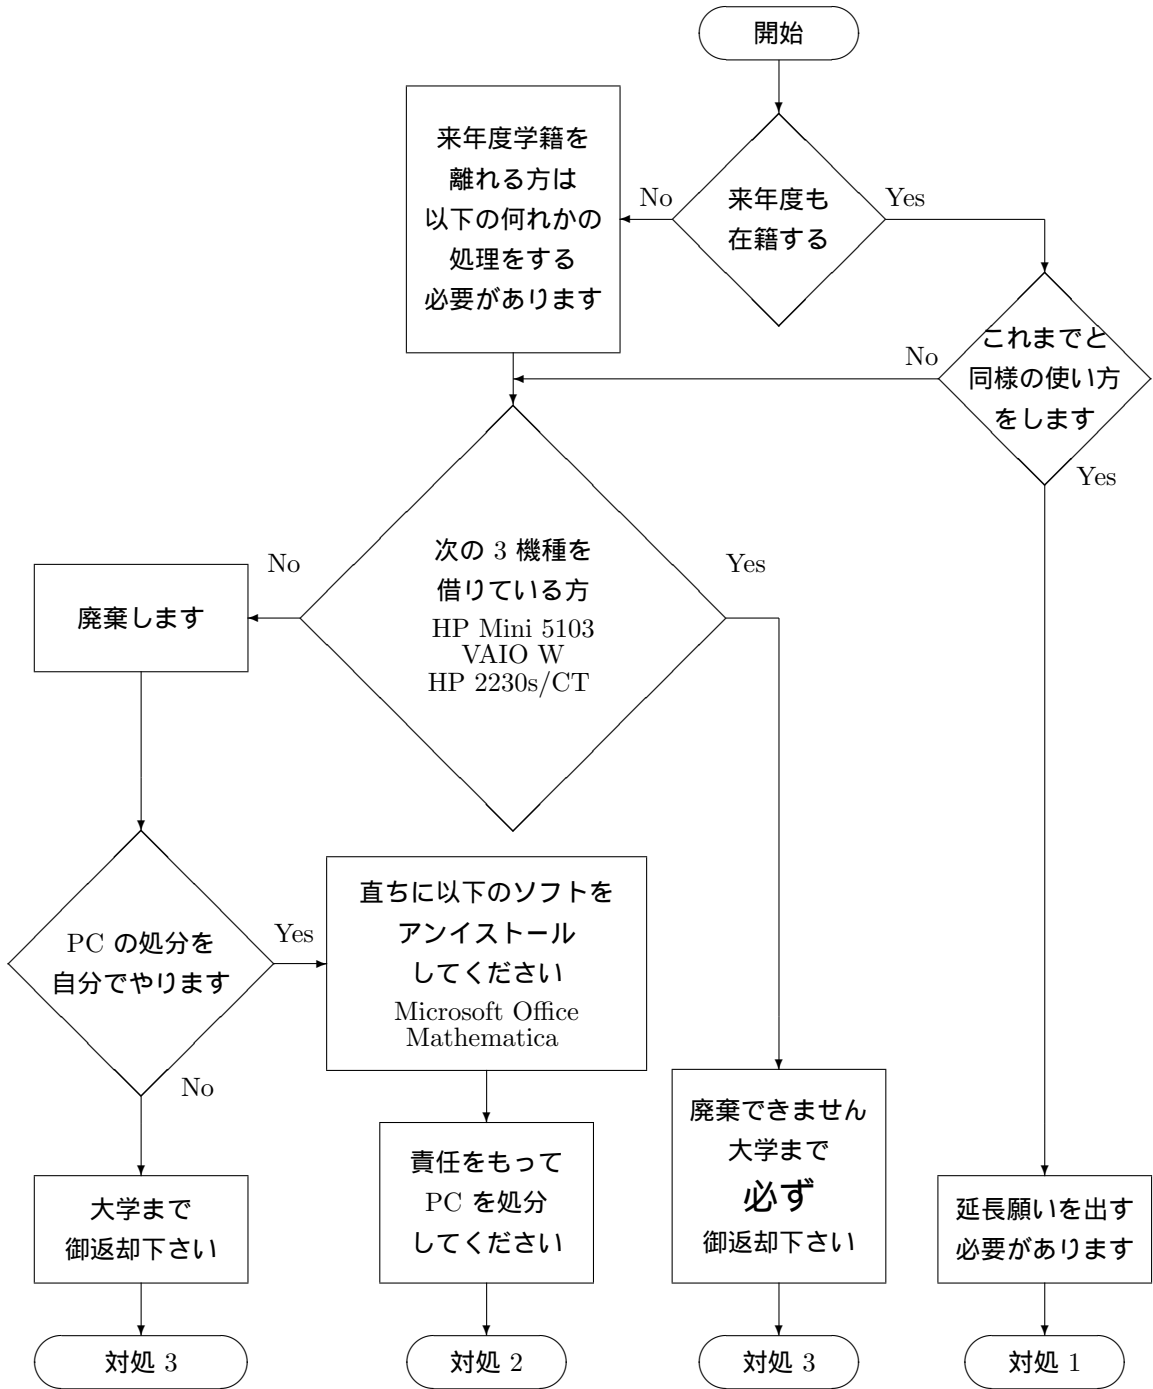 開始
来年度学籍を
離れる方は
以下の何れかの
処理をする
必要があります
No
来年度も
在籍する
Yes
No
これまでと
同様の使い方
をします
Yes
次の 3 機種を
借りている方
HP Mini 5103
VAIO W
HP 2230s/CT
No
Yes
廃棄します
PC の処分を
自分でやります
Yes
No
直ちに以下のソフトを
アンイストール
してください
Microsoft Office
Mathematica
廃棄できません
大学まで
必ず
御返却下さい
責任をもって
PC を処分
してください
大学まで
御返却下さい
延長願いを出す
必要があります
対処 3
対処 2
対処 3
対処 1